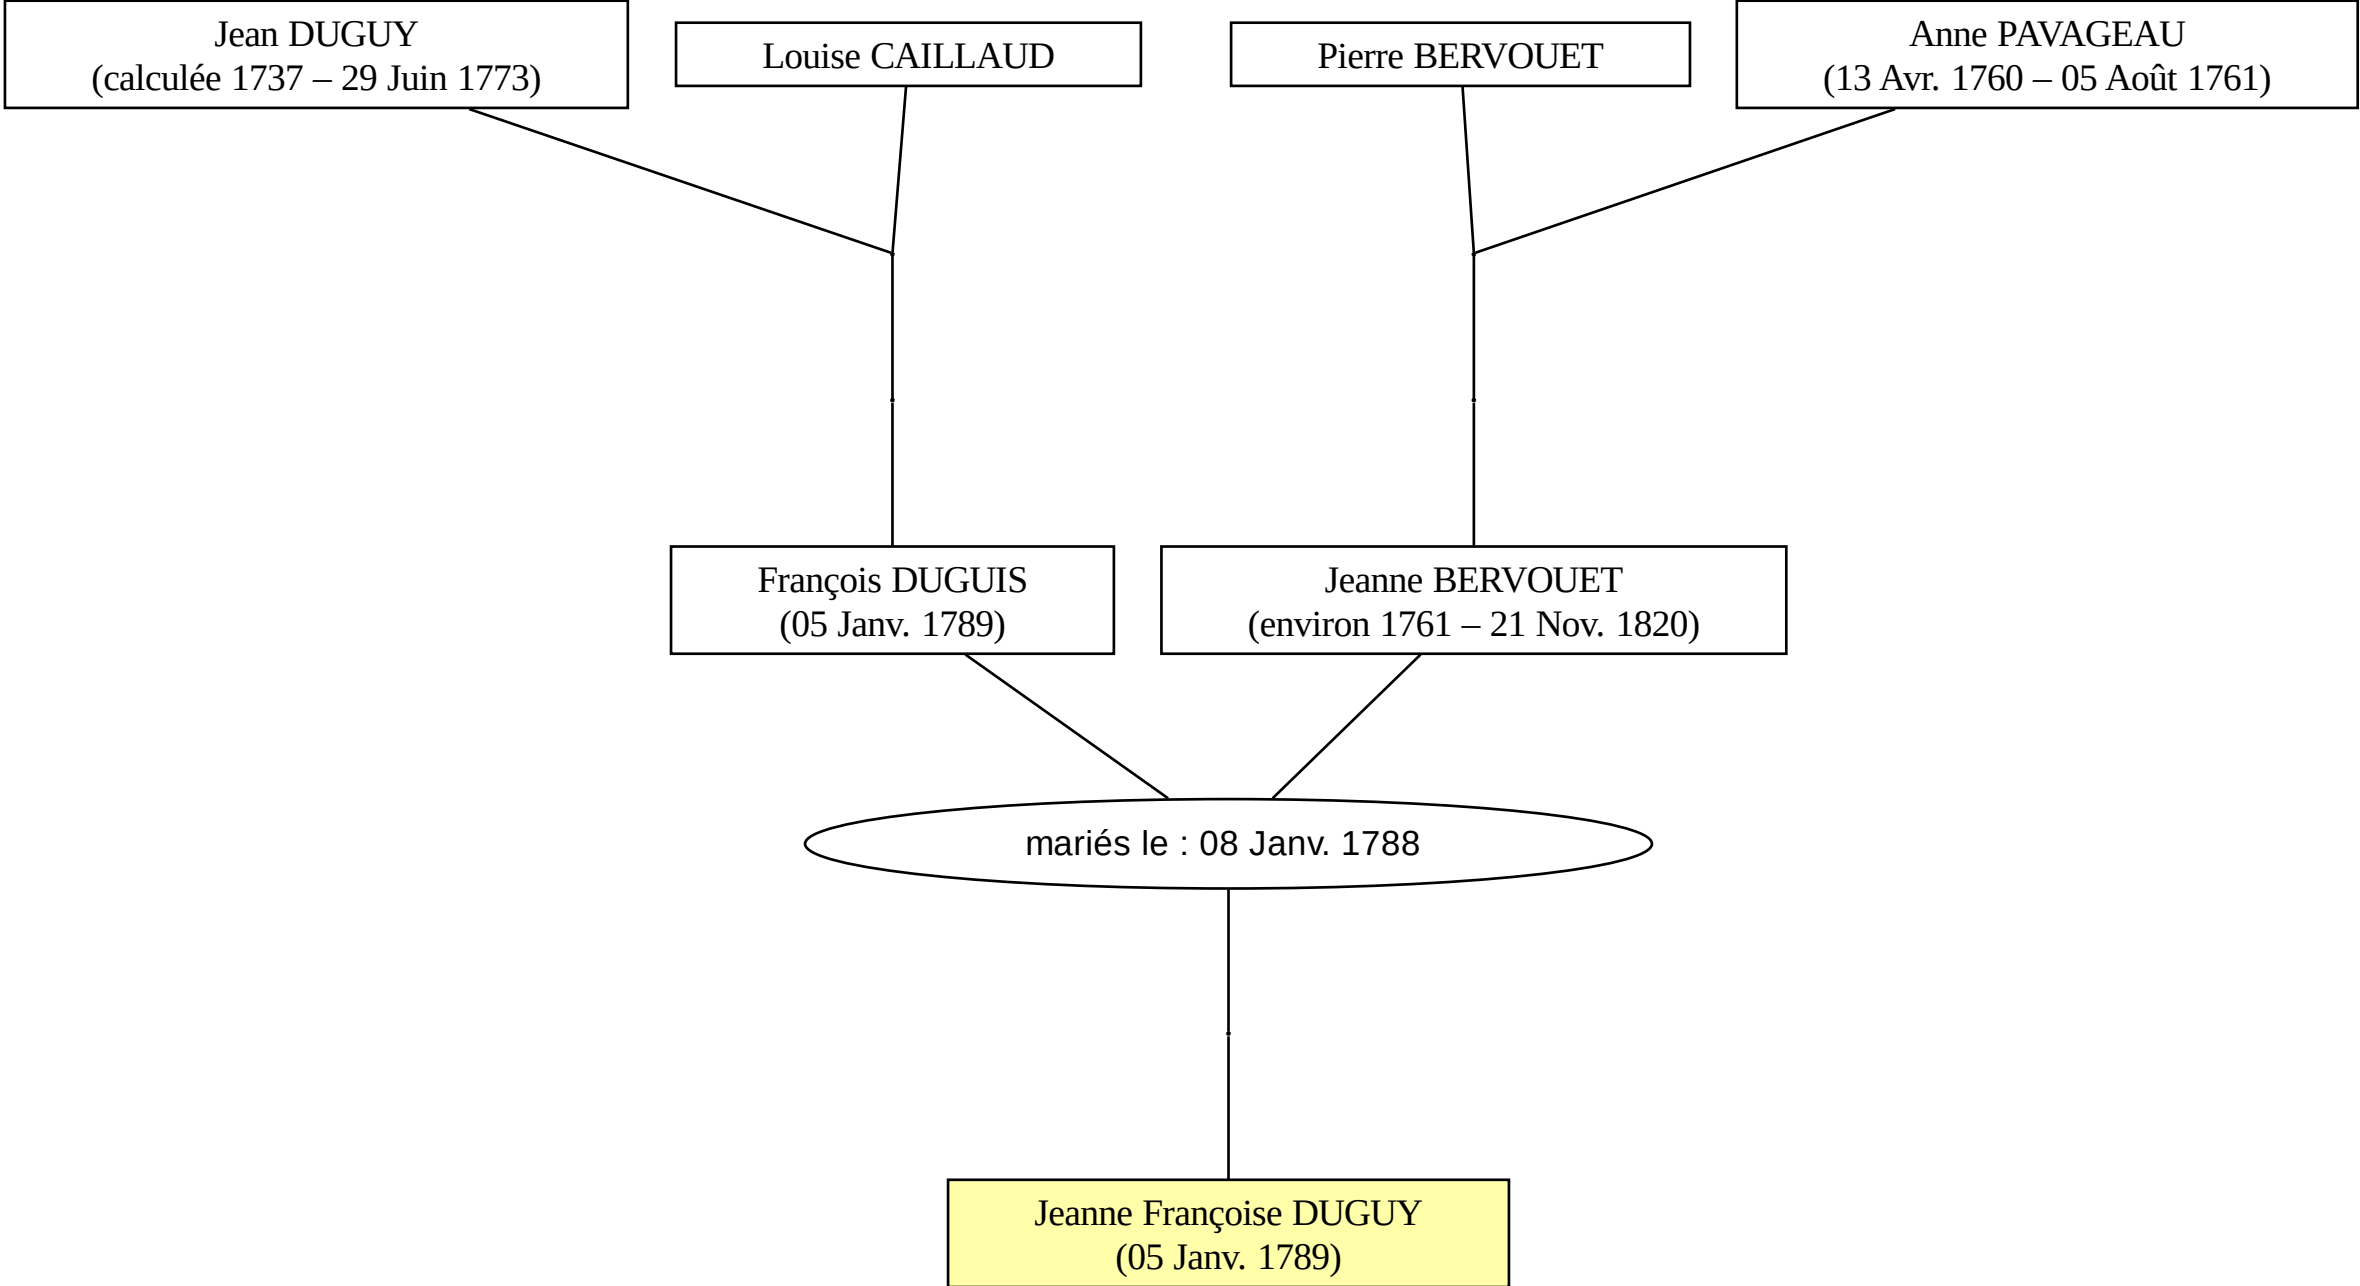 Jean DUGUY
(calculée 1737 – 29 Juin 1773)
Louise CAILLAUD
Pierre BERVOUET
Anne PAVAGEAU
(13 Avr. 1760 – 05 Août 1761)
François DUGUIS
(05 Janv. 1789)
Jeanne BERVOUET
(environ 1761 – 21 Nov. 1820)
mariés le : 08 Janv. 1788
Jeanne Françoise DUGUY
(05 Janv. 1789)